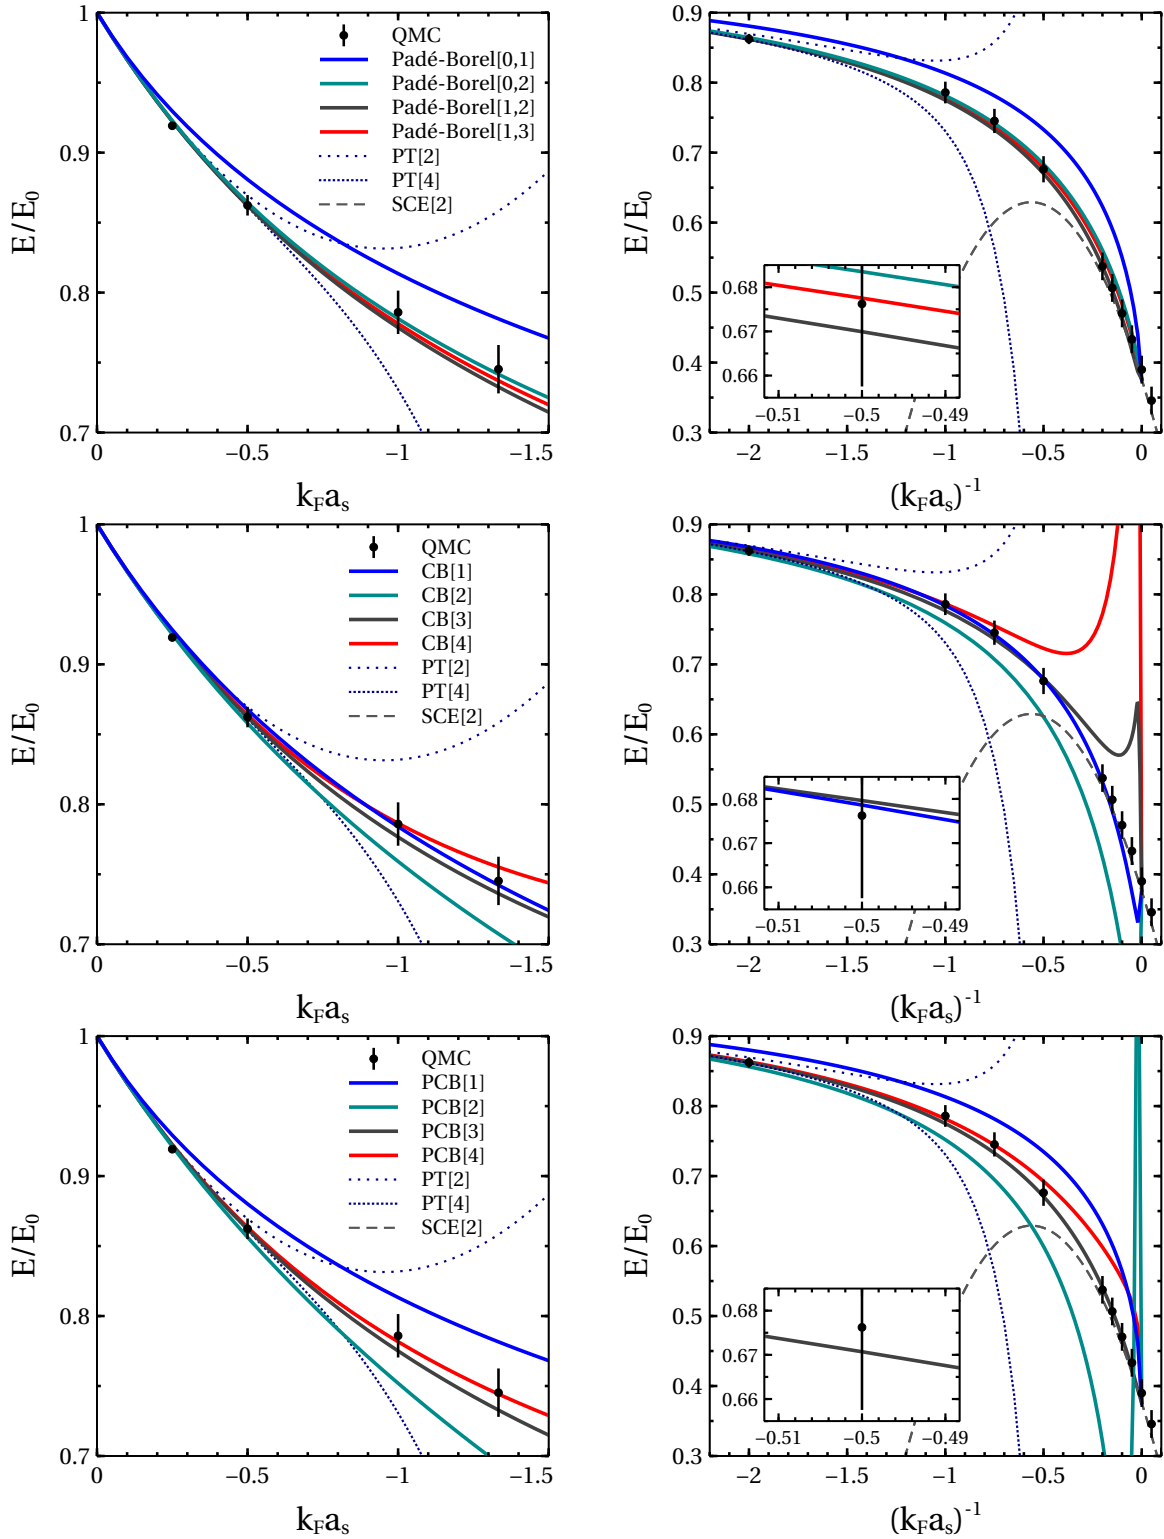 1
0.9
0.8
0.7
0
−0.5
−1
−1.5
E/E0
kFas
QMC
Padé-Borel[0,1]
Padé-Borel[0,2]
Padé-Borel[1,2]
Padé-Borel[1,3]
PT[2]
PT[4]
SCE[2]
0.9
0.8
0.7
0.6
0.5
0.4
0.3
−2
−1.5
−1
−0.5
0
E/E0
(kFas)-1
0.68
0.67
0.66
−0.51
−0.5
−0.49
1
0.9
0.8
0.7
0
−0.5
−1
−1.5
E/E0
kFas
QMC
CB[1]
CB[2]
CB[3]
CB[4]
PT[2]
PT[4]
SCE[2]
0.9
0.8
0.7
0.6
0.5
0.4
0.3
−2
−1.5
−1
−0.5
0
E/E0
(kFas)-1
0.68
0.67
0.66
−0.51
−0.5
−0.49
1
0.9
0.8
0.7
0
−0.5
−1
−1.5
E/E0
kFas
QMC
PCB[1]
PCB[2]
PCB[3]
PCB[4]
PT[2]
PT[4]
SCE[2]
0.9
0.8
0.7
0.6
0.5
0.4
0.3
−2
−1.5
−1
−0.5
0
E/E0
(kFas)-1
0.68
0.67
0.66
−0.51
−0.5
−0.49